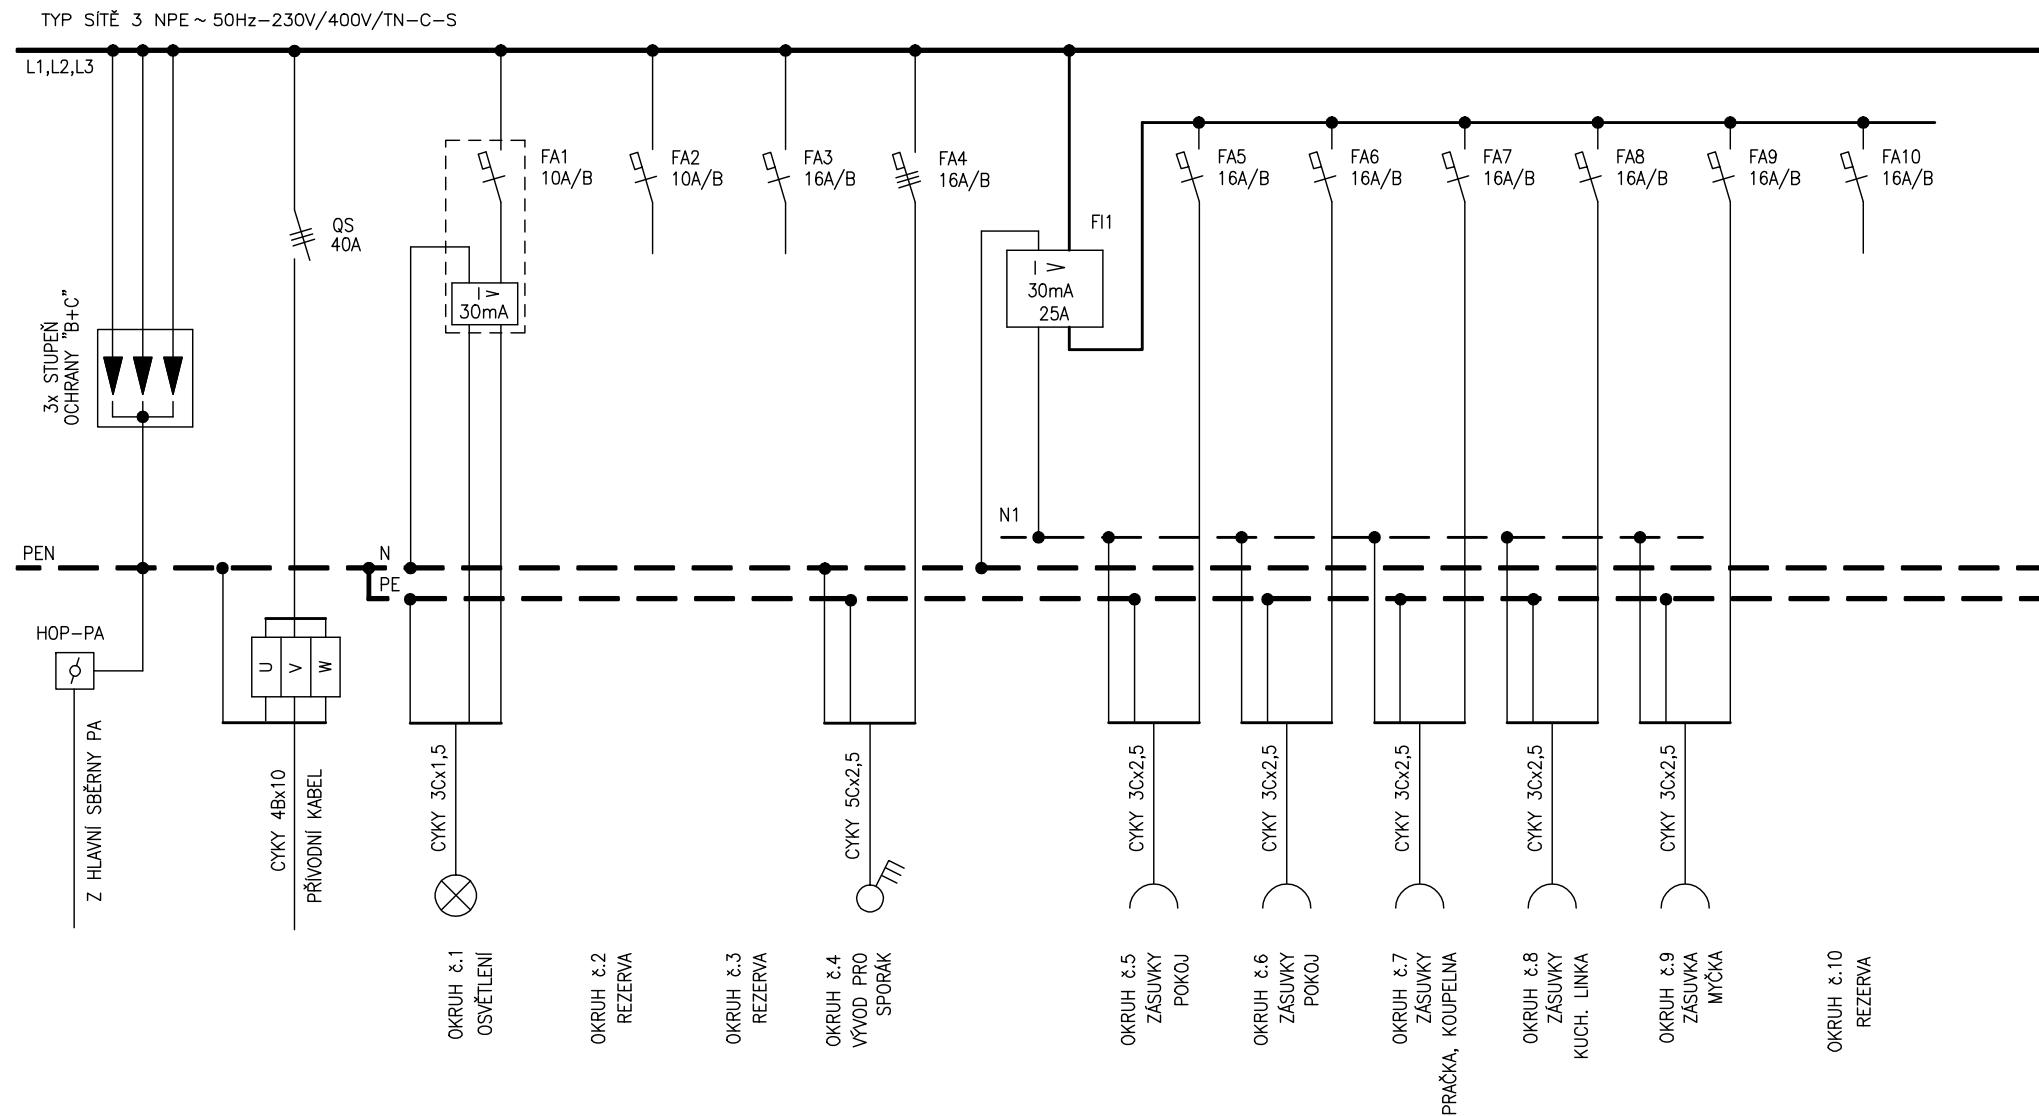 TYP SÍTĚ 3 NPE ~ 50Hz-230V/400V/TN-C-S
L1,L2,L3
QS
40A
FA1
10A/B
FA2
10A/B
FA3
16A/B
FA4
16A/B
FI1
FA5
16A/B
FA6
16A/B
FA7
16A/B
FA8
16A/B
FA9
16A/B
FA10
16A/B
30mA
30mA
25A
3x STUPEŇ
OCHRANY "B+C"
N1
PEN
N
PE
HOP-PA
U
V
W
Z HLAVNÍ SBĚRNY PA
CYKY 4Bx10
PŘÍVODNÍ KABEL
CYKY 3Cx1,5
CYKY 5Cx2,5
CYKY 3Cx2,5
CYKY 3Cx2,5
CYKY 3Cx2,5
CYKY 3Cx2,5
CYKY 3Cx2,5
OKRUH č.1
OSVĚTLENÍ
OKRUH č.2
REZERVA
OKRUH č.3
REZERVA
OKRUH č.4
VÝVOD PRO
SPORÁK
OKRUH č.5
ZÁSUVKY
POKOJ
OKRUH č.6
ZÁSUVKY
POKOJ
OKRUH č.7
ZÁSUVKY
PRAČKA, KOUPELNA
OKRUH č.8
ZÁSUVKY
KUCH. LINKA
OKRUH č.9
ZÁSUVKA
MYČKA
OKRUH č.10
REZERVA